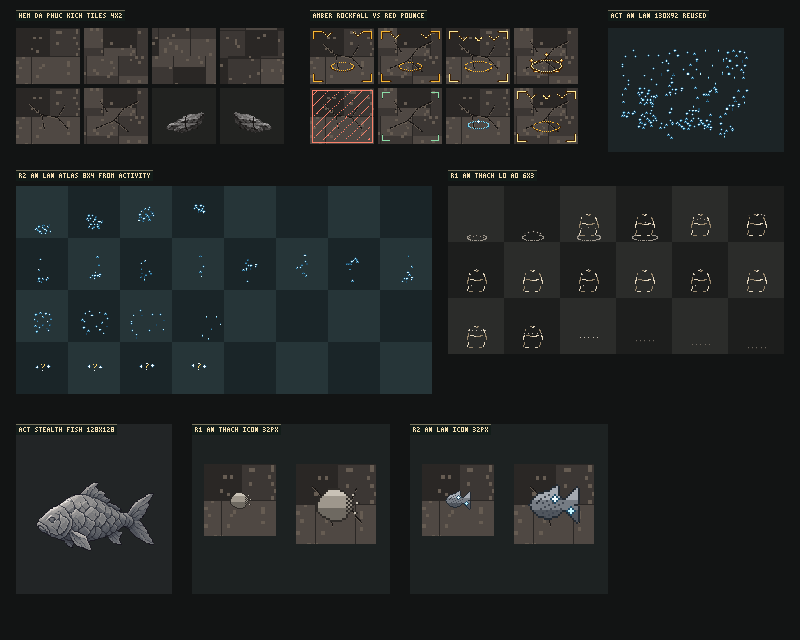 HEM DA PHUC KICH TILES 4X2
AMBER ROCKFALL VS RED POUNCE
ACT AN LAN 130X92 REUSED
R2 AN LAN ATLAS 8X4 FROM ACTIVITY
R1 AN THACH LO AO 6X3
? ? ? ?
ACT STEALTH FISH 128X128
R1 AN THACH ICON 32PX
R2 AN LAN ICON 32PX